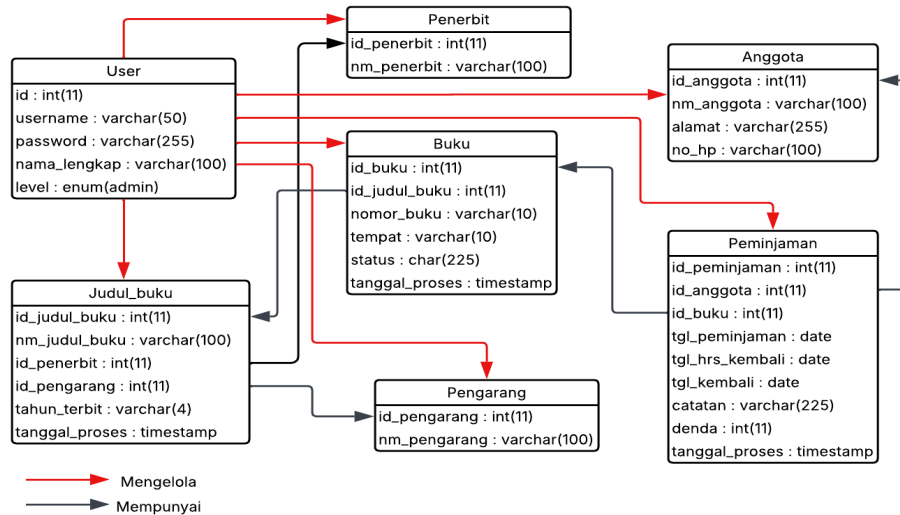 Penerbit
id_penerbit : int(11)
nm_penerbit : varchar(100)
User
id : int(11)
username : varchar(50)
password : varchar(255)
nama_lengkap : varchar(100)
level : enum(admin)
Anggota
id_anggota : int(11)
nm_anggota : varchar(100)
alamat : varchar(255)
no_hp : varchar(100)
Buku
id_buku : int(11)
id_judul_buku : int(11)
nomor_buku : varchar(10)
tempat : varchar(10)
status : char(225)
tanggal_proses : timestamp
Peminjaman
id_peminjaman : int(11)
id_anggota : int(11)
id_buku : int(11)
tgl_peminjaman : date
tgl_hrs_kembali : date
tgl_kembali : date
catatan : varchar(225)
denda : int(11)
tanggal_proses : timestamp
Judul_buku
id_judul_buku : int(11)
nm_judul_buku : varchar(100)
id_penerbit : int(11)
id_pengarang : int(11)
tahun_terbit : varchar(4)
tanggal_proses : timestamp
Pengarang
id_pengarang : int(11)
nm_pengarang : varchar(100)
Mengelola
Mempunyai